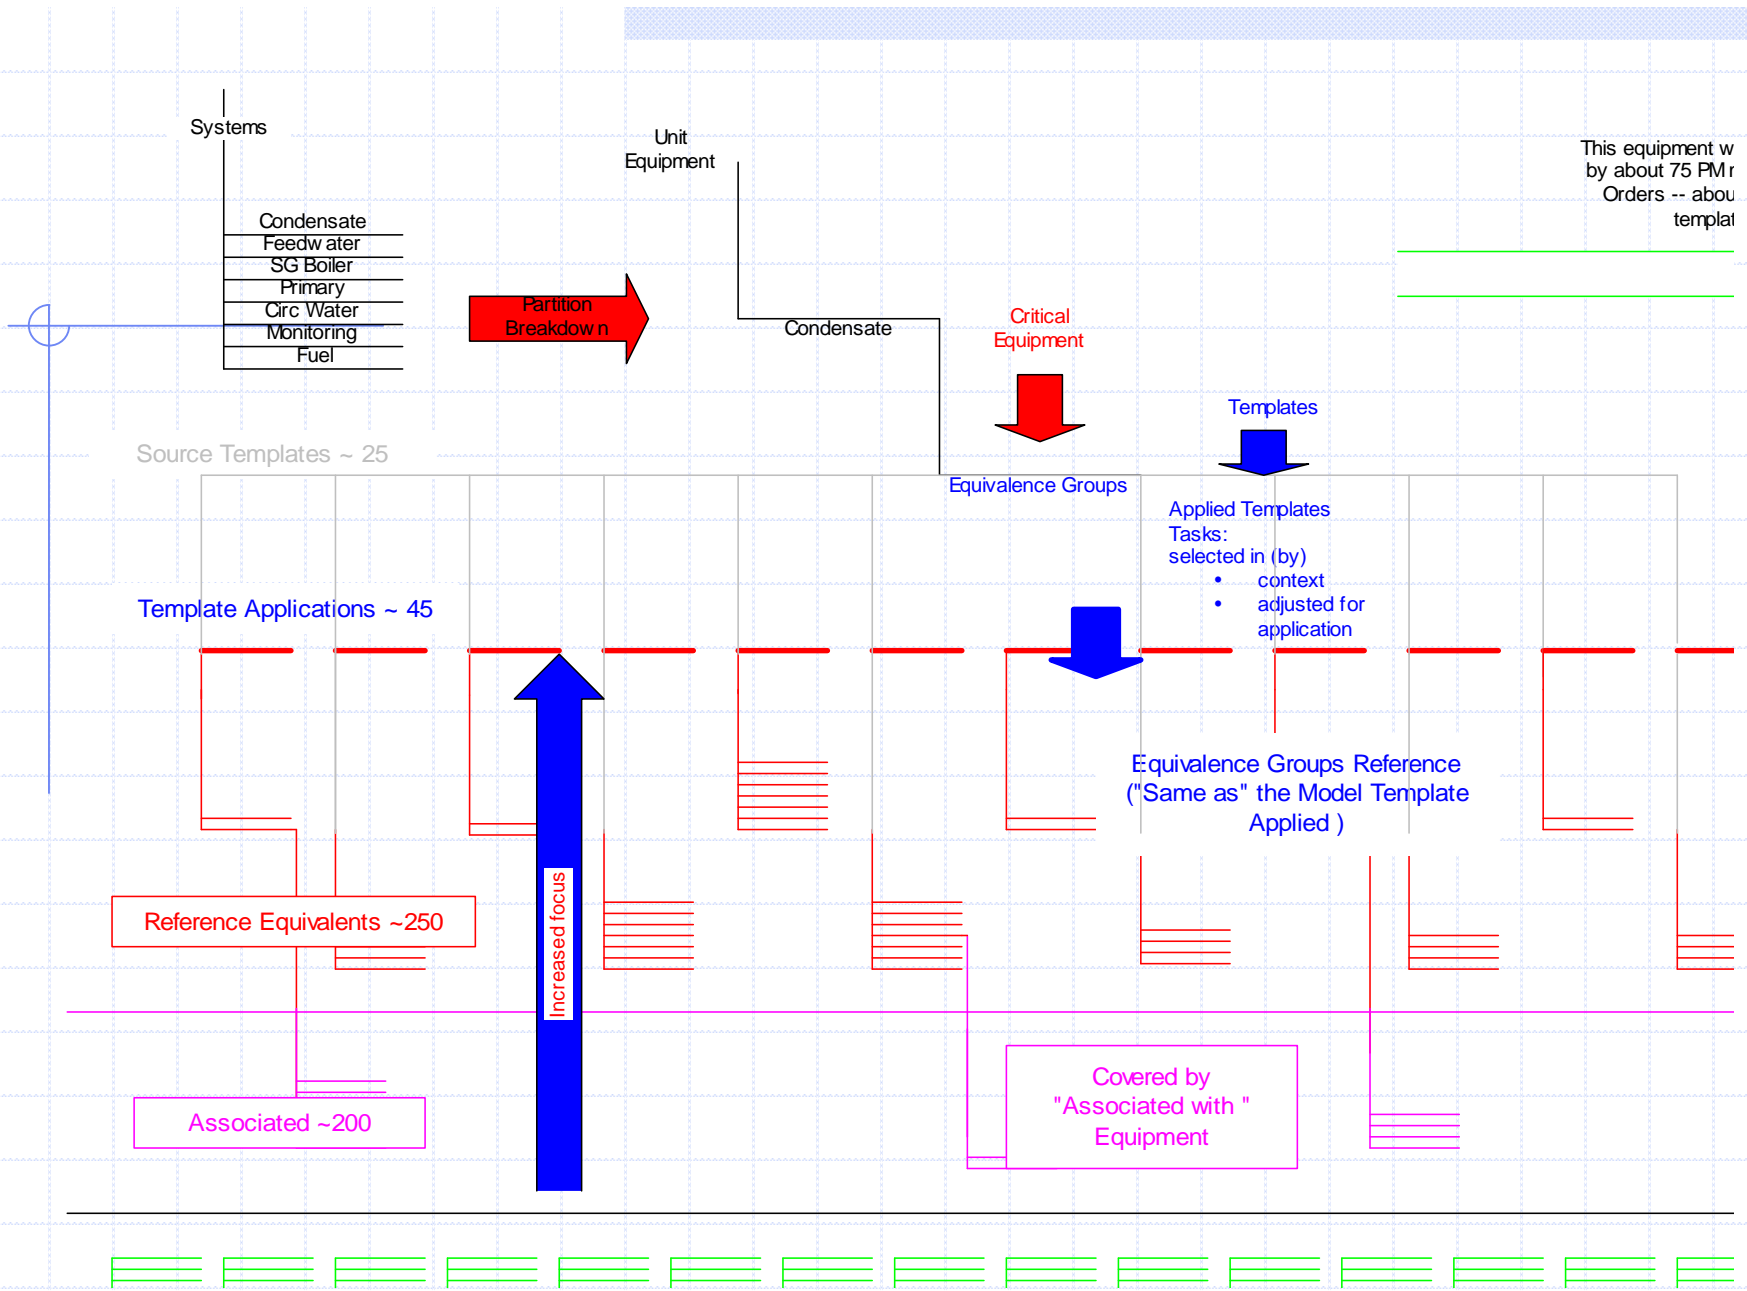 Systems
Unit
Equipment
This equipment w
by about 75 PM r
Orders -- abou
templat
Condensate
Feedwater
SG Boiler
Primary
Circ Water
Monitoring
Fuel
Partition
Breakdown
Condensate
Critical
Equipment
Templates
Source Templates ~ 25
Equivalence Groups
Applied Templates
Tasks:
selected in (by)
• context
• adjusted for
application
Template Applications ~ 45
Equivalence Groups Reference
("Same as" the Model Template
Applied )
Increased focus
Reference Equivalents ~250
Covered by
"Associated with "
Equipment
Associated ~200